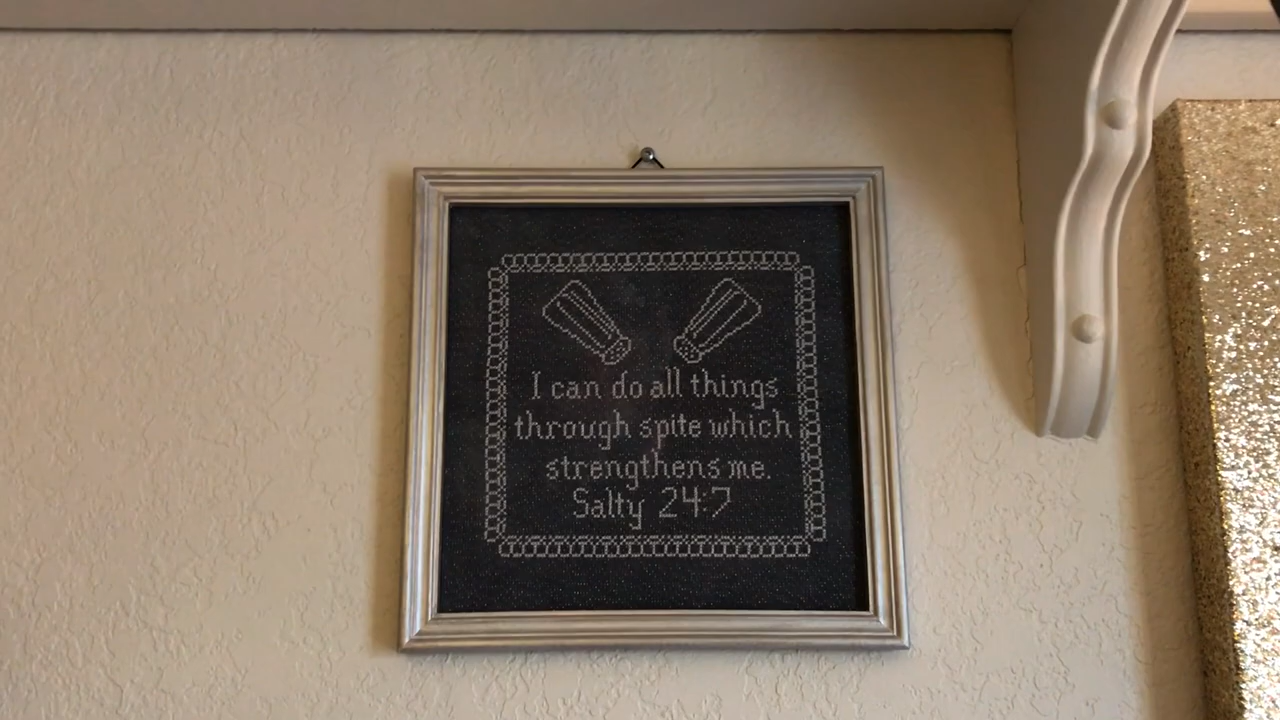 I can do all things
through spite which
strengthens me.
Salty 24:7